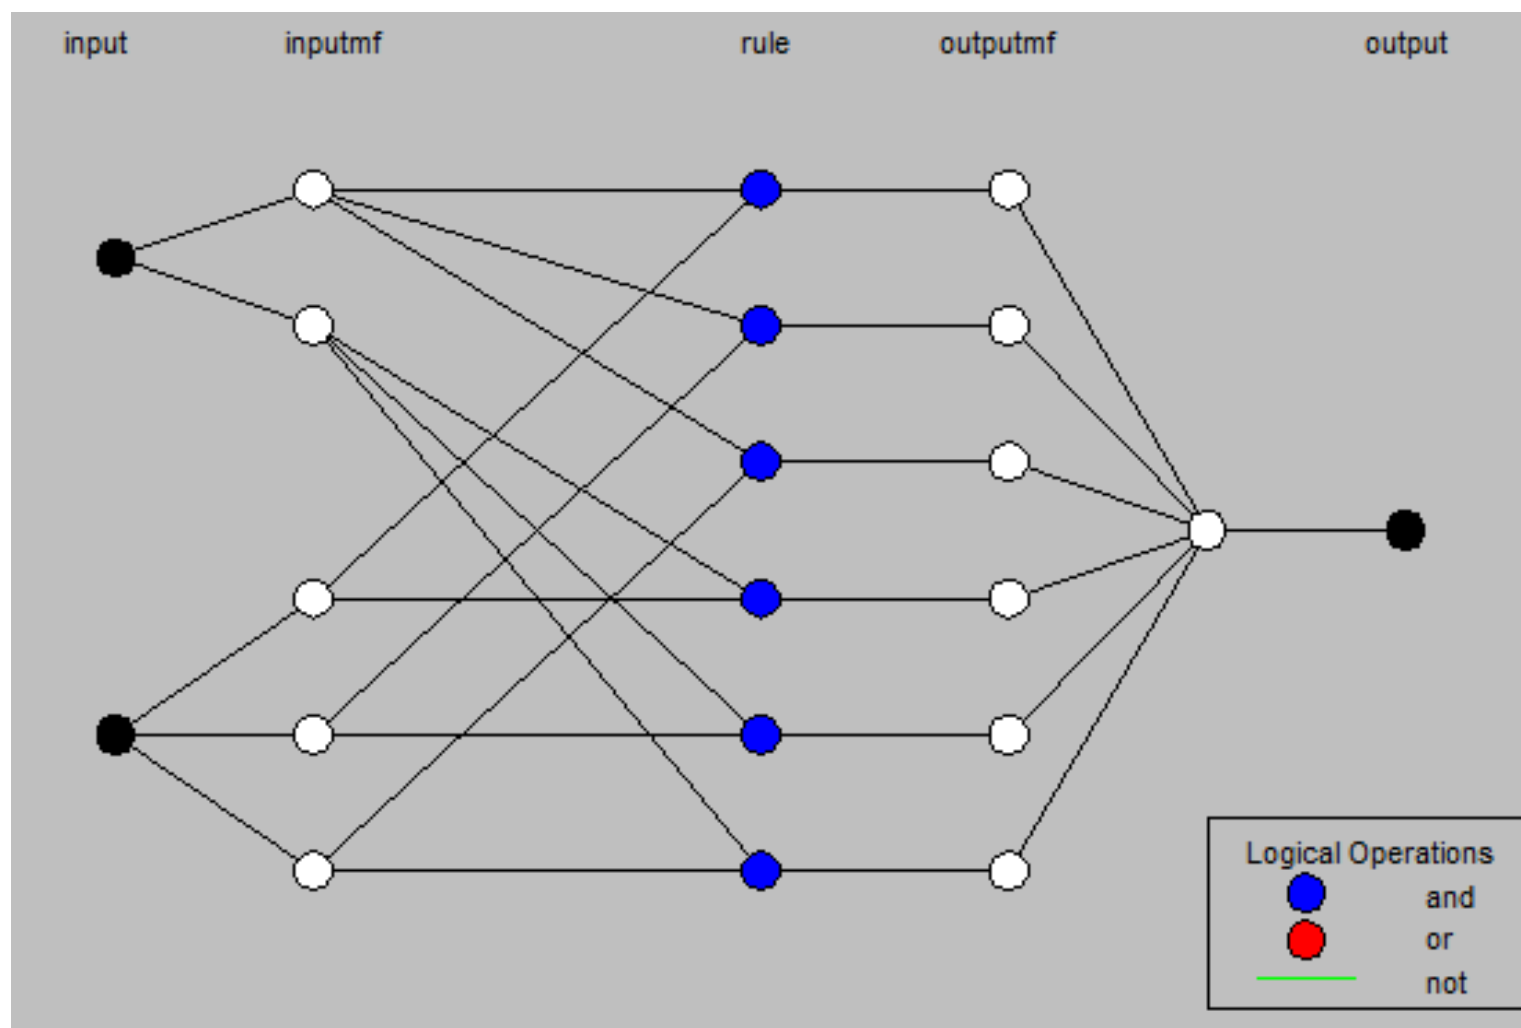 input inputmf rule outputmf output
Logical Operations
and
or
not